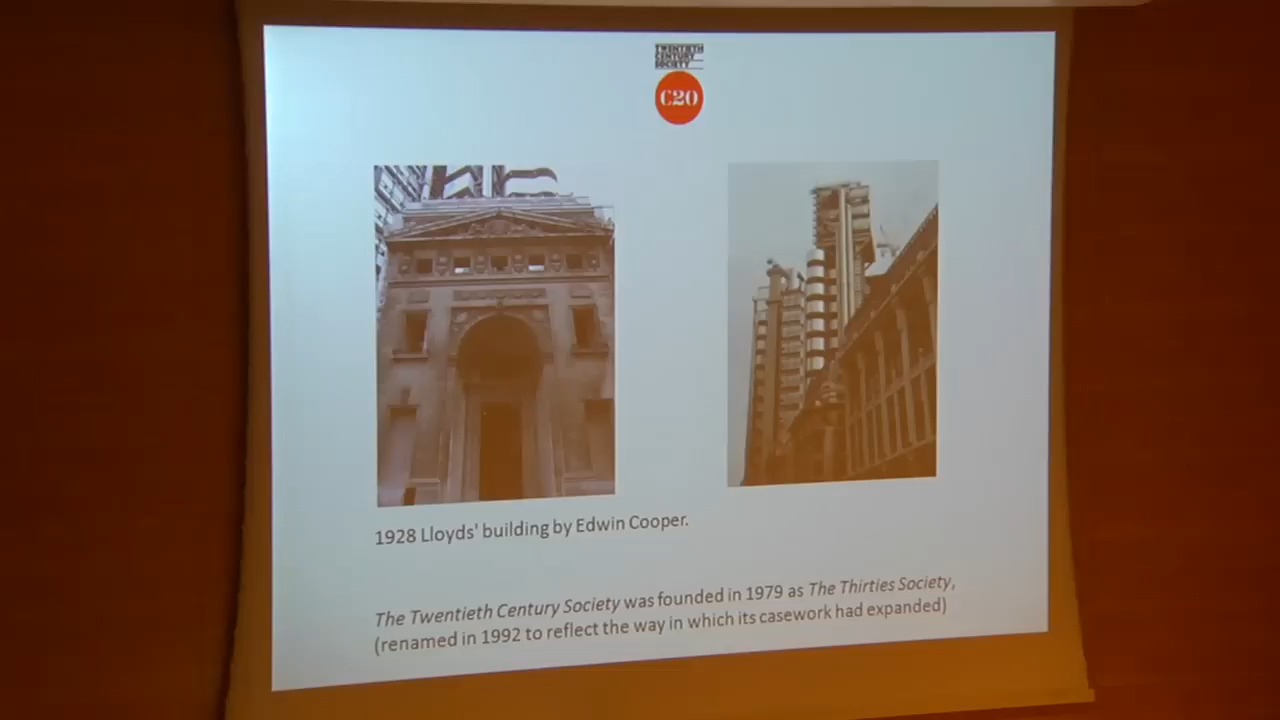 TWENTIETH
CENTURY
SOCIETY
C20
1928 Lloyds' building by Edwin Cooper.
The Twentieth Century Society was founded in 1979 as The Thirties Society,
(renamed in 1992 to reflect the way in which its casework had expanded)